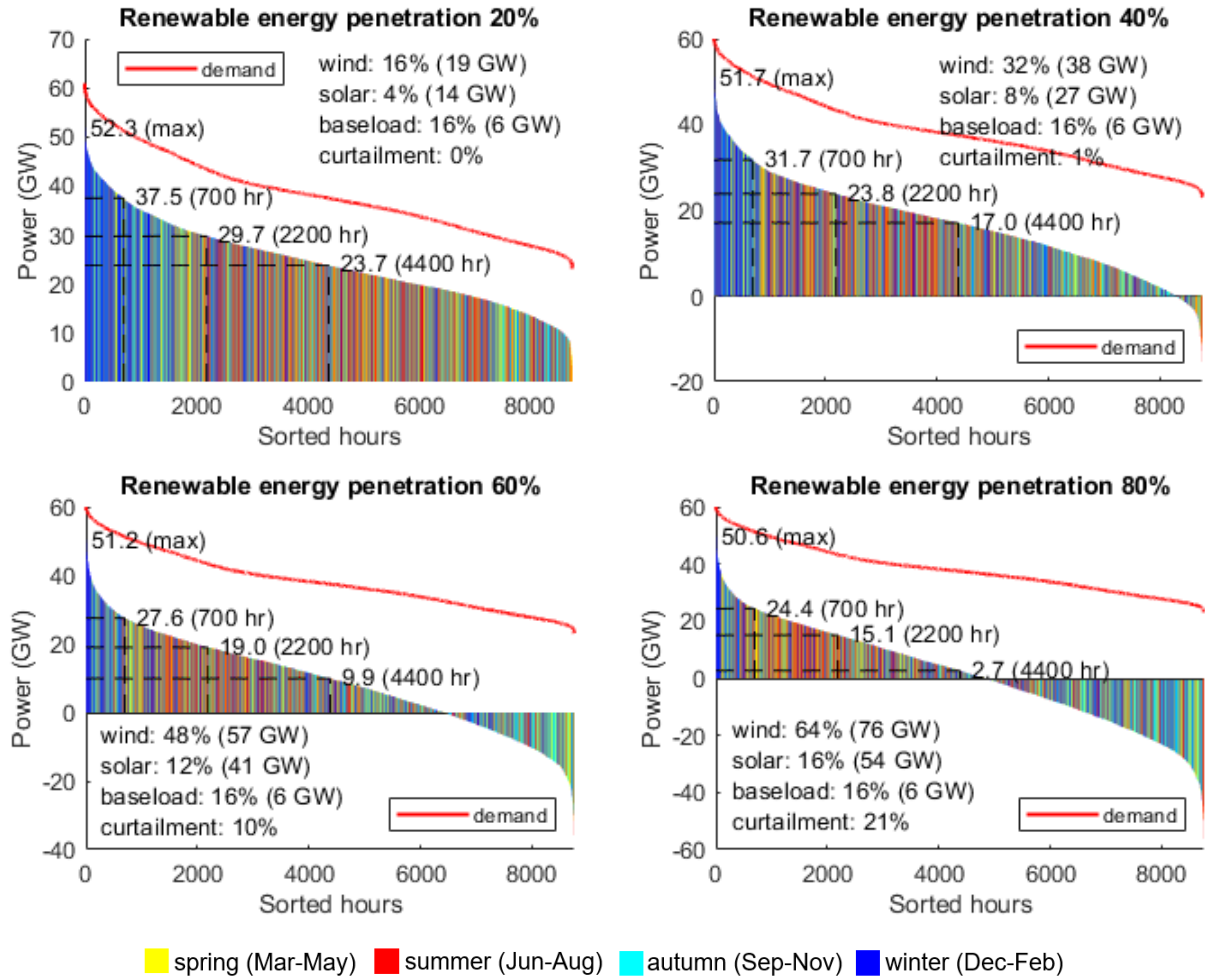 Renewable energy penetration 20%
Power (GW)
70
60
50
40
30
20
10
0
demand
wind: 16% (19 GW)
solar: 4% (14 GW)
baseload: 16% (6 GW)
curtailment: 0%
52.3 (max)
37.5 (700 hr)
29.7 (2200 hr)
23.7 (4400 hr)
0 2000 4000 6000 8000
Sorted hours
Renewable energy penetration 40%
Power (GW)
60
40
20
0
-20
wind: 32% (38 GW)
solar: 8% (27 GW)
baseload: 16% (6 GW)
curtailment: 1%
51.7 (max)
31.7 (700 hr)
23.8 (2200 hr)
17.0 (4400 hr)
demand
0 2000 4000 6000 8000
Sorted hours
Renewable energy penetration 60%
Power (GW)
60
40
20
0
-20
-40
51.2 (max)
27.6 (700 hr)
19.0 (2200 hr)
9.9 (4400 hr)
wind: 48% (57 GW)
solar: 12% (41 GW)
baseload: 16% (6 GW)
curtailment: 10%
demand
0 2000 4000 6000 8000
Sorted hours
Renewable energy penetration 80%
Power (GW)
60
40
20
0
-20
-40
-60
50.6 (max)
24.4 (700 hr)
15.1 (2200 hr)
2.7 (4400 hr)
wind: 64% (76 GW)
solar: 16% (54 GW)
baseload: 16% (6 GW)
curtailment: 21%
demand
0 2000 4000 6000 8000
Sorted hours
spring (Mar-May) summer (Jun-Aug) autumn (Sep-Nov) winter (Dec-Feb)